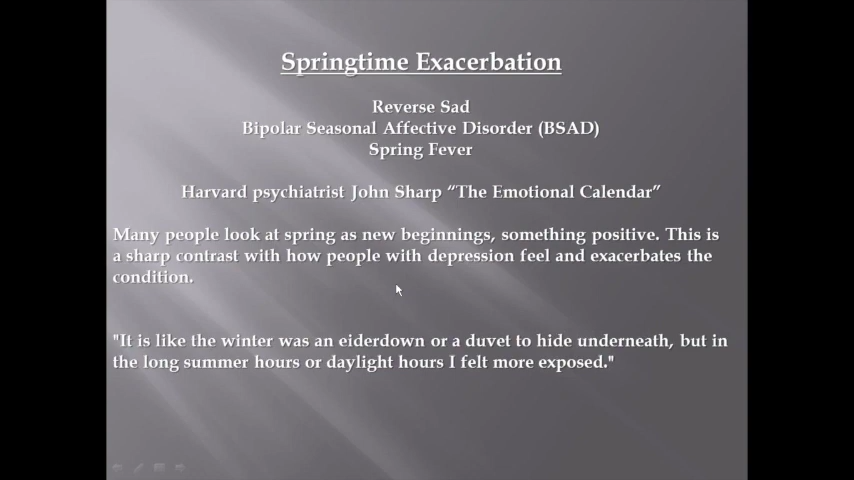 Springtime Exacerbation
Reverse Sad
Bipolar Seasonal Affective Disorder (BSAD)
Spring Fever
Harvard psychiatrist John Sharp “The Emotional Calendar”
Many people look at spring as new beginnings, something positive. This is
a sharp contrast with how people with depression feel and exacerbates the
condition.
"It is like the winter was an eiderdown or a duvet to hide underneath, but in
the long summer hours or daylight hours I felt more exposed."